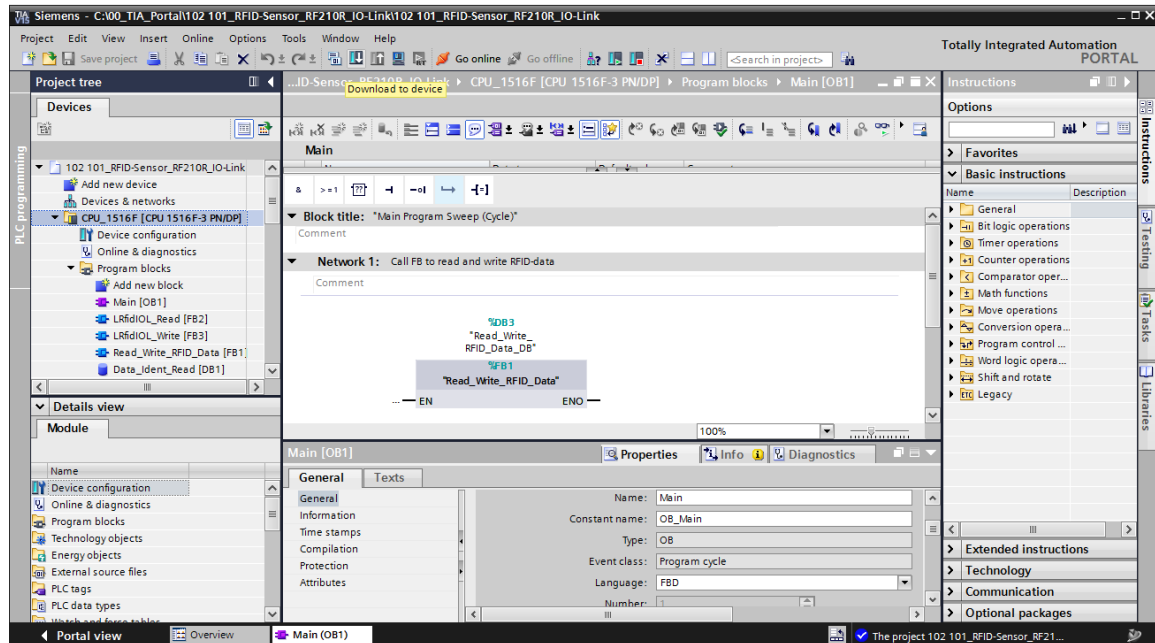 Siemens - C:\00_TIA_Portal\102 101_RFID-Sensor_RF210R_IO-Link\102 101_RFID-Sensor_RF210R_IO-Link
Project Edit View Insert Online Options Tools Window Help
Totally Integrated Automation
PORTAL
Save project
Go online
Go offline
<Search in project>
Download to device
Project tree
Devices
PLC programming
102 101_RFID-Sensor_RF210R_IO-Link
Add new device
Devices & networks
CPU_1516F [CPU 1516F-3 PN/DP]
Device configuration
Online & diagnostics
Program blocks
Add new block
Main [OB1]
LRfidIOL_Read [FB2]
LRfidIOL_Write [FB3]
Read_Write_RFID_Data [FB1]
Data_Ident_Read [DB1]
Details view
Module
Name
Device configuration
Online & diagnostics
Program blocks
Technology objects
Energy objects
External source files
PLC tags
PLC data types
CPU_1516F [CPU 1516F-3 PN/DP] Program blocks Main [OB1]
Main
& >=1 ??
Block title: "Main Program Sweep (Cycle)"
Comment
Network 1: Call FB to read and write RFID-data
Comment
%DB3
"Read_Write_
RFID_Data_DB"
%FB1
"Read_Write_RFID_Data"
... EN ENO
100%
Main [OB1]
Properties Info Diagnostics
General Texts
General
Information
Time stamps
Compilation
Protection
Attributes
Name: Main
Constant name: OB_Main
Type: OB
Event class: Program cycle
Language: FBD
Number: 1
Instructions
Options
Favorites
Basic instructions
Name Description
General
Bit logic operations
Timer operations
Counter operations
Comparator oper...
Math functions
Move operations
Conversion opera...
Program control ...
Word logic opera...
Shift and rotate
Legacy
Extended instructions
Technology
Communication
Optional packages
Instructions
Testing
Tasks
Libraries
Portal view
Overview
Main (OB1)
The project 102 101_RFID-Sensor_RF21...